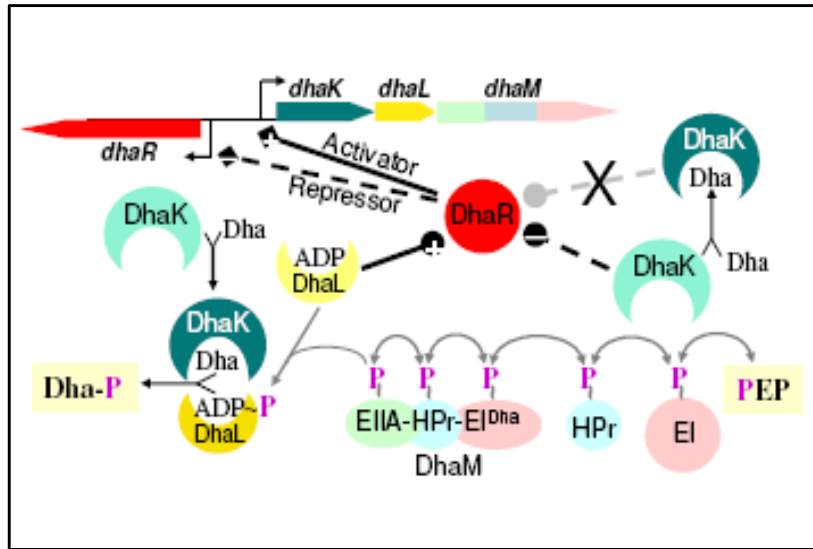 dhaK dhaL dhaM
dhaR
Activator
Repressor
DhaR
DhaK
Dha
X
DhaK
Dha
DhaK
Dha
ADP
DhaL
+
−
DhaK
Dha
ADP~P
DhaL
Dha-P
P P P P P
PEP
EIIA-HPr-EIDha
DhaM
HPr
EI